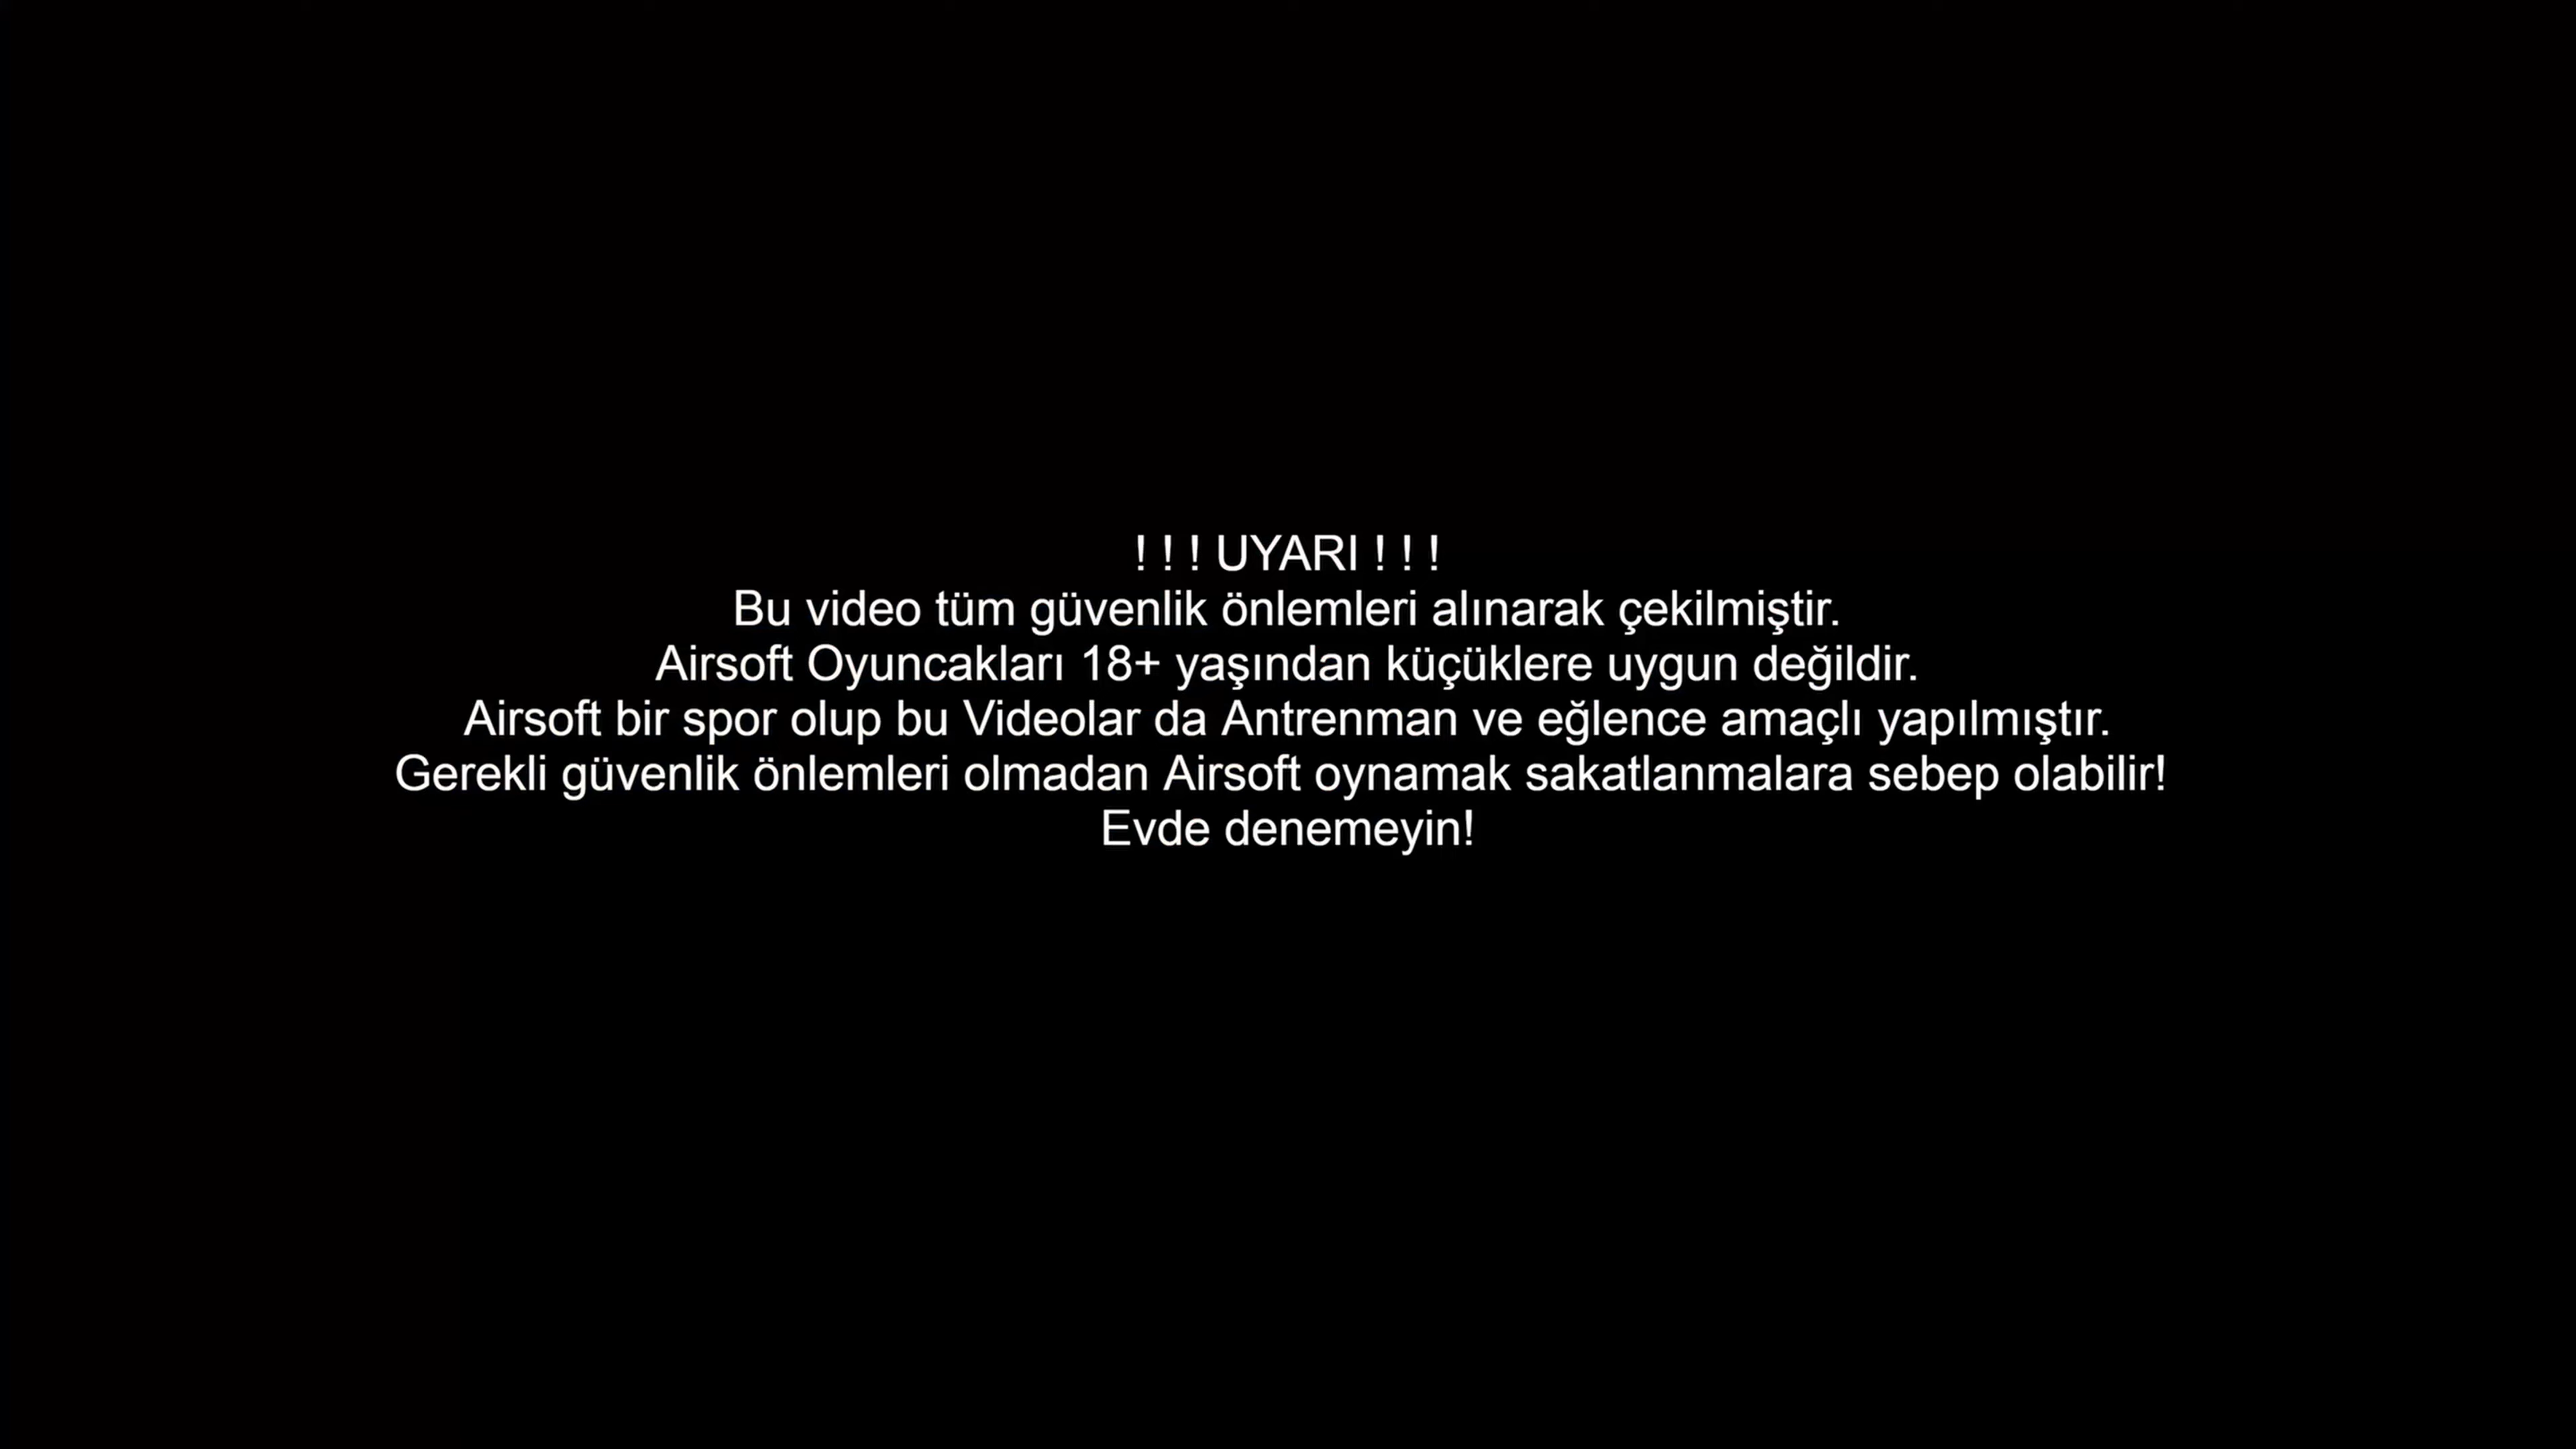 ! ! ! UYARI ! ! !
Bu video tüm güvenlik önlemleri alınarak çekilmiştir.
Airsoft Oyuncakları 18+ yaşından küçüklere uygun değildir.
Airsoft bir spor olup bu Videolar da Antrenman ve eğlence amaçlı yapılmıştır.
Gerekli güvenlik önlemleri olmadan Airsoft oynamak sakatlanmalara sebep olabilir!
Evde denemeyin!